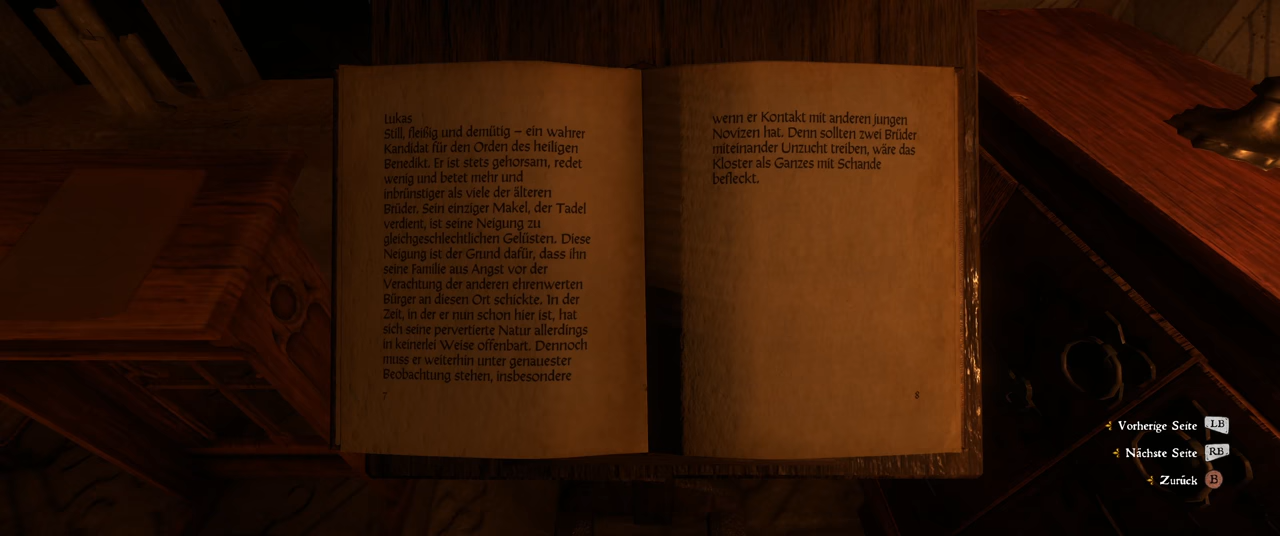 Lukas
Still, fleißig und demütig – ein wahrer
Kandidat für den Orden des heiligen
Benedikt. Er ist stets gehorsam, redet
wenig und betet mehr und
inbrünstiger als viele der älteren
Brüder. Sein einziger Makel, der Tadel
verdient, ist seine Neigung zu
gleichgeschlechtlichen Gelüsten. Diese
Neigung ist der Grund dafür, dass ihn
seine Familie aus Angst vor der
Verachtung der anderen ehrenwerten
Bürger an diesen Ort schickte. In der
Zeit, in der er nun schon hier ist, hat
sich seine pervertierte Natur allerdings
in keinerlei Weise offenbart. Dennoch
muss er weiterhin unter genauester
Beobachtung stehen, insbesondere
7
wenn er Kontakt mit anderen jungen
Novizen hat. Denn sollten zwei Brüder
miteinander Unzucht treiben, wäre das
Kloster als Ganzes mit Schande
befleckt.
8
Vorherige Seite LB
Nächste Seite RB
Zurück B